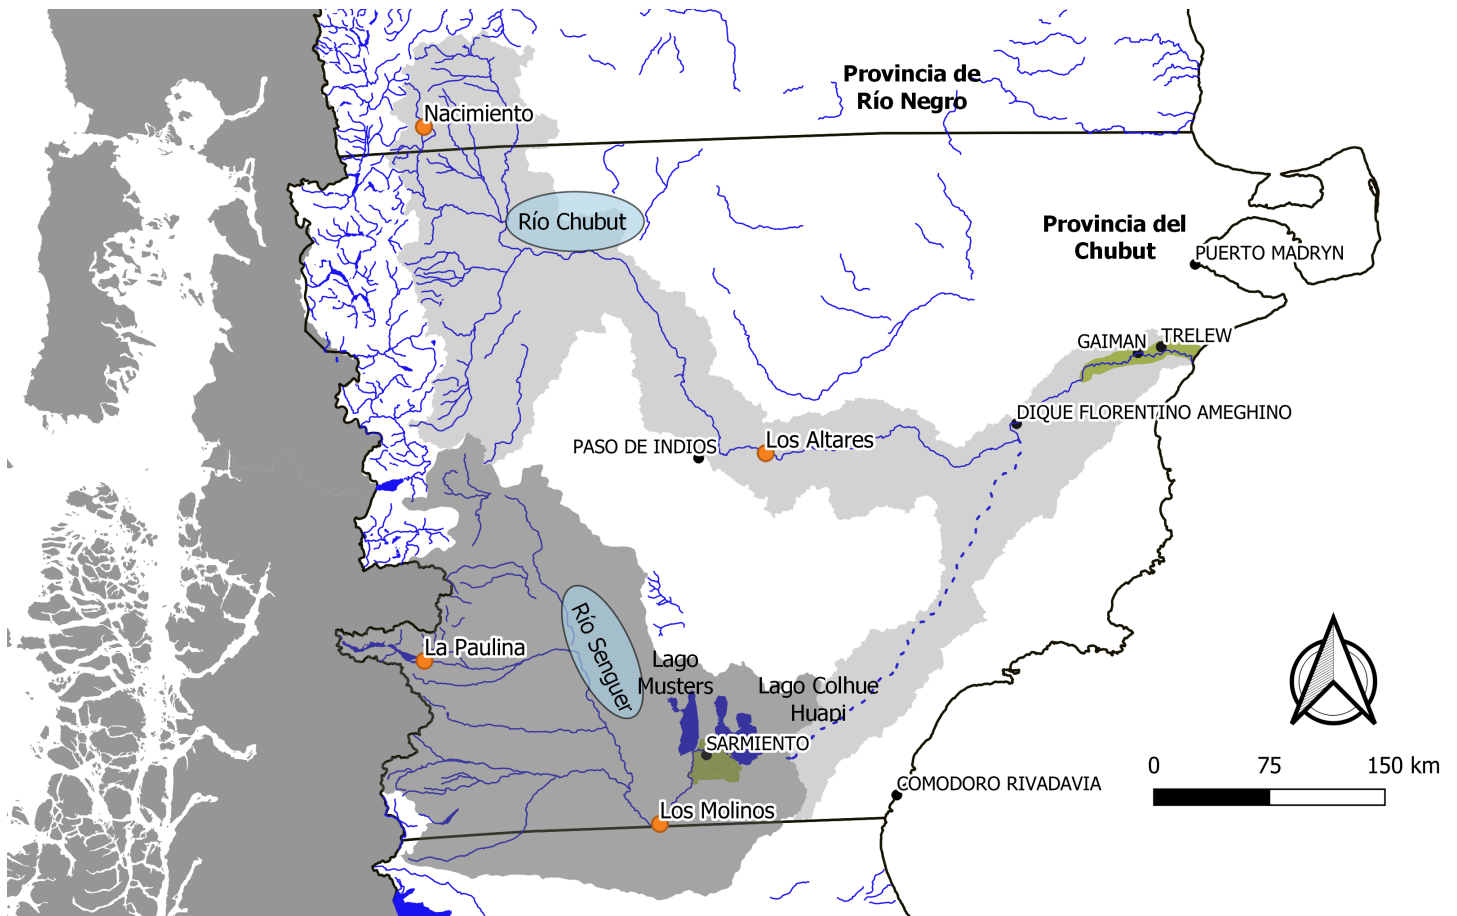 Provincia de
Río Negro
Nacimiento
Río Chubut
Provincia del
Chubut
PUERTO MADRYN
GAIMAN
TRELEW
DIQUE FLORENTINO AMEGHINO
Los Altares
PASO DE INDIOS
Río Senguer
La Paulina
Lago
Musters
Lago Colhue
Huapi
SARMIENTO
0 75 150 km
COMODORO RIVADAVIA
Los Molinos